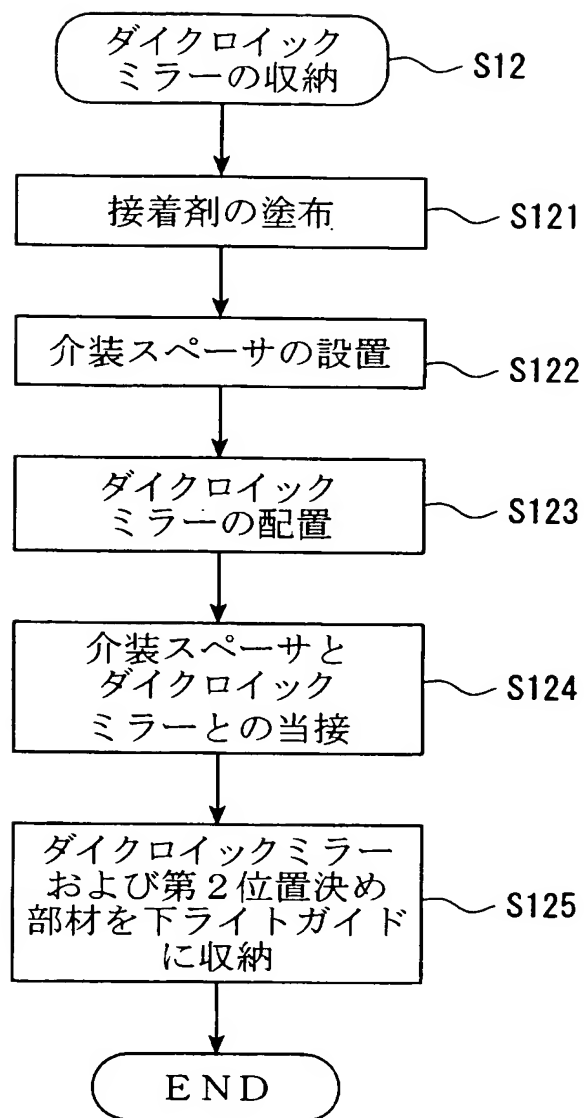 ダイクロイック
ミラーの収納
S12
接着剤の塗布
S121
介装スペーサの設置
S122
ダイクロイック
ミラーの配置
S123
介装スペーサと
ダイクロイック
ミラーとの当接
S124
ダイクロイックミラー
および第２位置決め
部材を下ライトガイド
に収納
S125
END